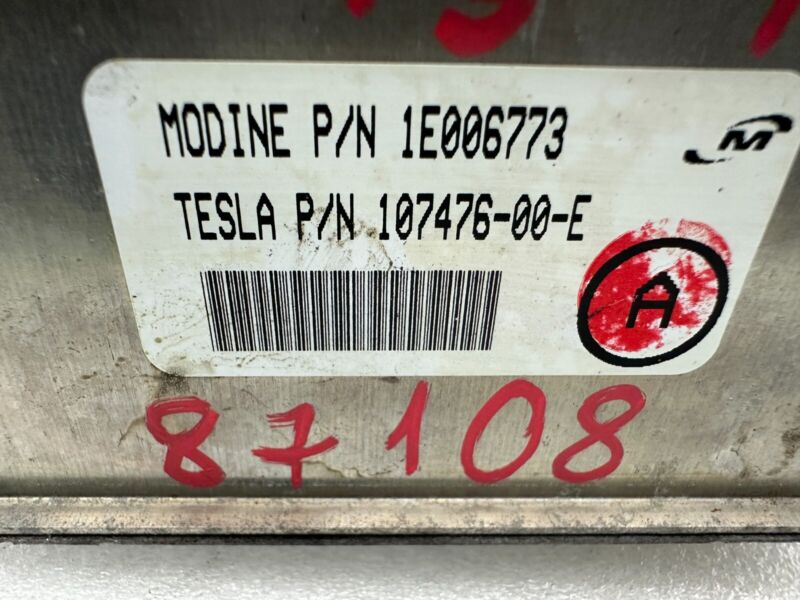 MODINE P/N 1E006773
M
TESLA P/N 107476-00-E
A
87108